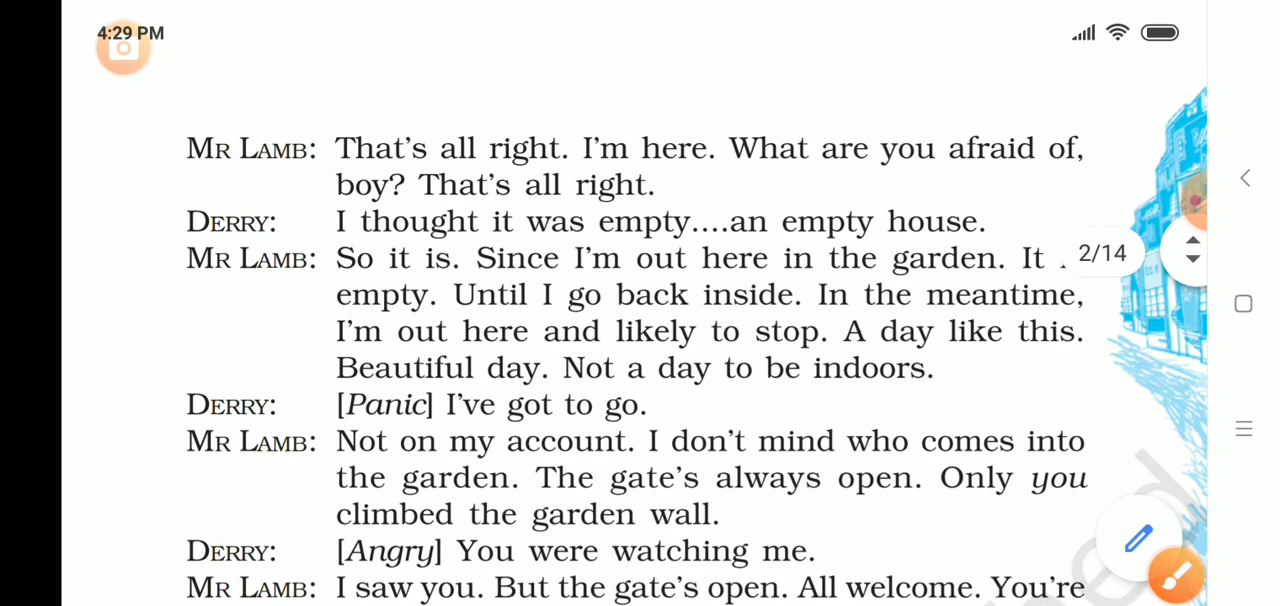 4:29 PM
MR LAMB: That's all right. I'm here. What are you afraid of,
boy? That's all right.
DERRY: I thought it was empty....an empty house.
MR LAMB: So it is. Since I'm out here in the garden. It
2/14
empty. Until I go back inside. In the meantime,
I'm out here and likely to stop. A day like this.
Beautiful day. Not a day to be indoors.
DERRY: [Panic] I've got to go.
MR LAMB: Not on my account. I don't mind who comes into
the garden. The gate's always open. Only you
climbed the garden wall.
DERRY: [Angry] You were watching me.
MR LAMB: I saw you. But the gate's open. All welcome. You're